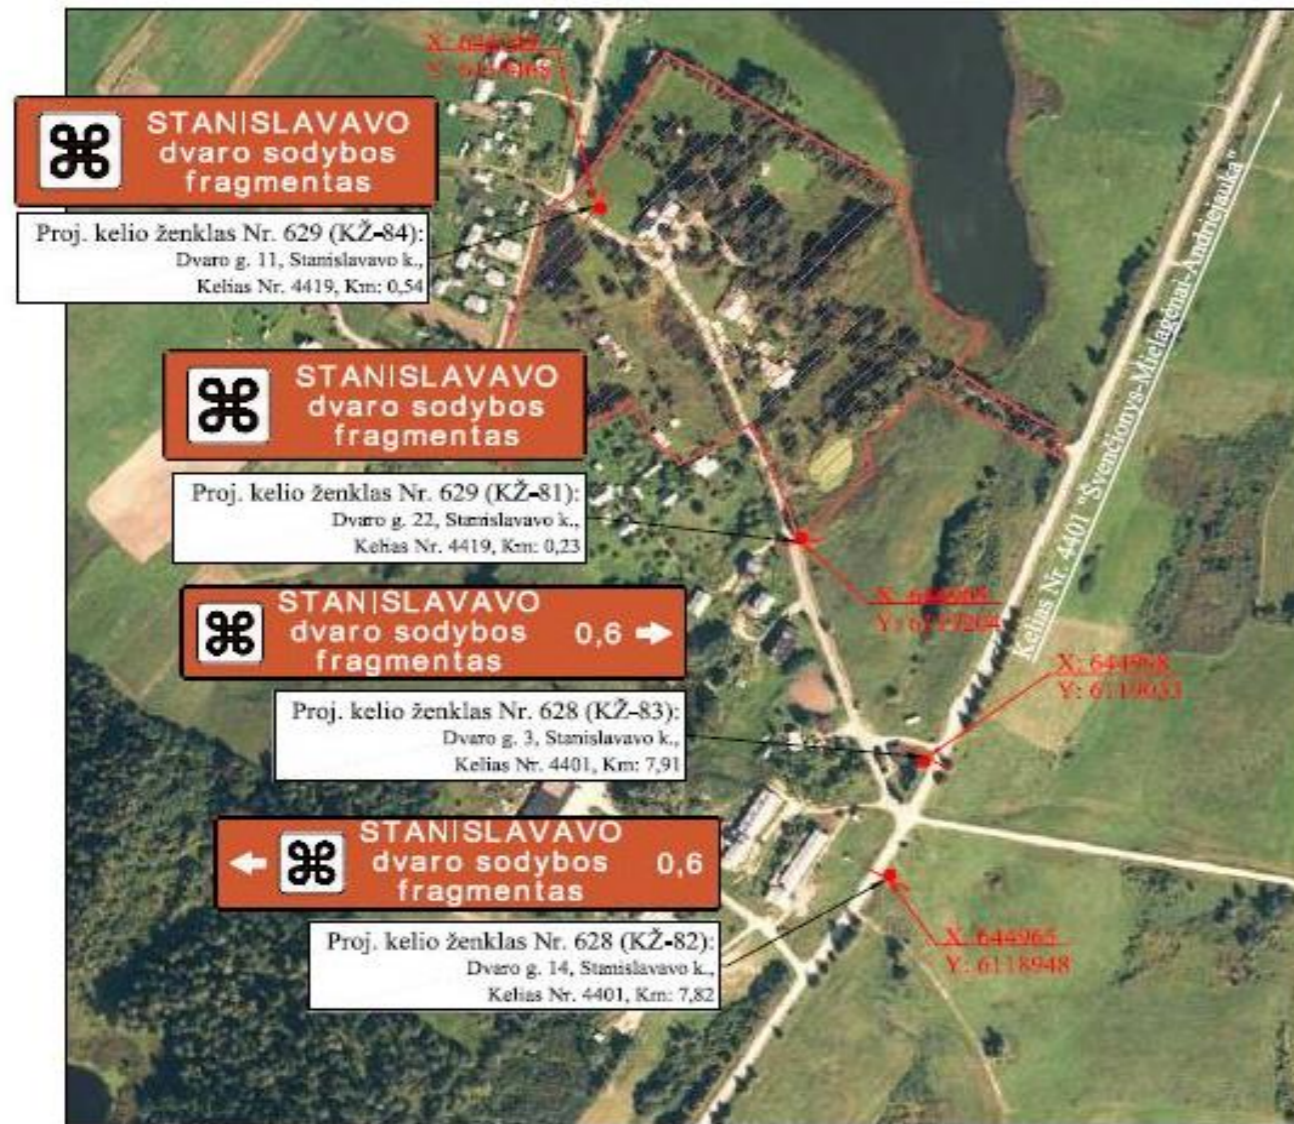 STANISLAVAVO
dvaro sodybos
fragmentas
Proj. kelio ženklas Nr. 629 (KŽ-84):
Dvaro g. 11, Stanislavavo k.,
Kelias Nr. 4419, Km: 0,54
STANISLAVAVO
dvaro sodybos
fragmentas
Proj. kelio ženklas Nr. 629 (KŽ-81):
Dvaro g. 22, Stanislavavo k.,
Kelias Nr. 4419, Km: 0,23
STANISLAVAVO
dvaro sodybos 0,6
fragmentas
Proj. kelio ženklas Nr. 628 (KŽ-83):
Dvaro g. 3, Stanislavavo k.,
Kelias Nr. 4401, Km: 7,91
STANISLAVAVO
dvaro sodybos 0,6
fragmentas
Proj. kelio ženklas Nr. 628 (KŽ-82):
Dvaro g. 14, Stanislavavo k.,
Kelias Nr. 4401, Km: 7,82
Kelias Nr. 4401 "Švenčionys-Mielagėnai-Andriejauka"
X:
Y:
X:
Y:
X: 644998
Y:
X: 644965
Y: 6118948